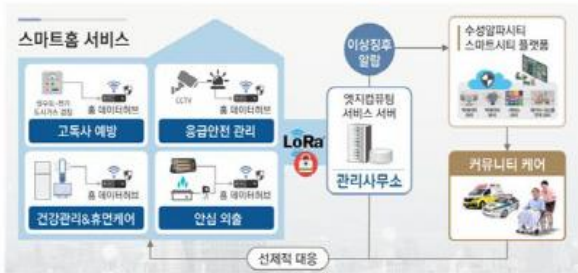 스마트홈 서비스
홈 데이터허브
고독사 예방
CCTV
홈 데이터허브
응급안전 관리
홈 데이터허브
건강관리&휴먼케어
홈 데이터허브
안심 외출
LoRa
이상징후
알람
엣지컴퓨팅
서비스 서버
관리사무소
수성알파시티
스마트시티 플랫폼
커뮤니티 케어
선제적 대응